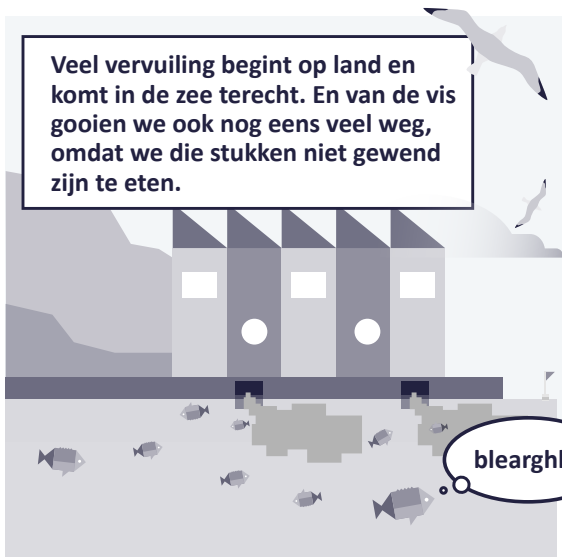 Veel vervuiling begint op land en
komt in de zee terecht. En van de vis
gooien we ook nog eens veel weg,
omdat we die stukken niet gewend
zijn te eten.
blearghl